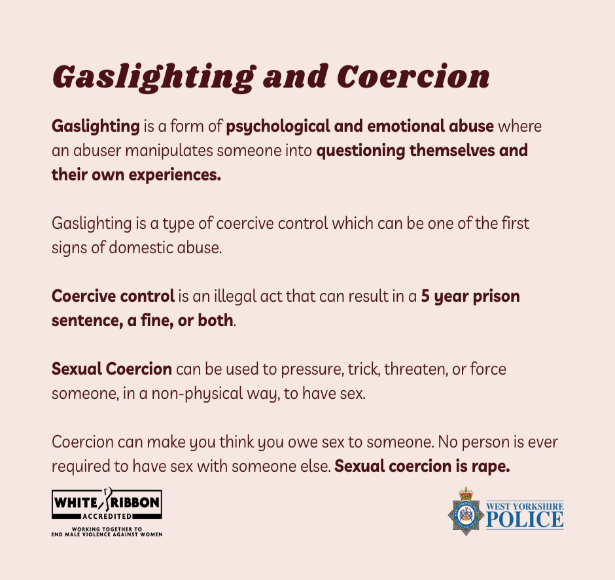 Gaslighting and Coercion
Gaslighting is a form of psychological and emotional abuse where
an abuser manipulates someone into questioning themselves and
their own experiences.
Gaslighting is a type of coercive control which can be one of the first
signs of domestic abuse.
Coercive control is an illegal act that can result in a 5 year prison
sentence, a fine, or both.
Sexual Coercion can be used to pressure, trick, threaten, or force
someone, in a non-physical way, to have sex.
Coercion can make you think you owe sex to someone. No person is ever
required to have sex with someone else. Sexual coercion is rape.
WHITE RIBBON
ACCREDITED
WORKING TOGETHER TO
END MALE VIOLENCE AGAINST WOMEN
WEST YORKSHIRE
POLICE